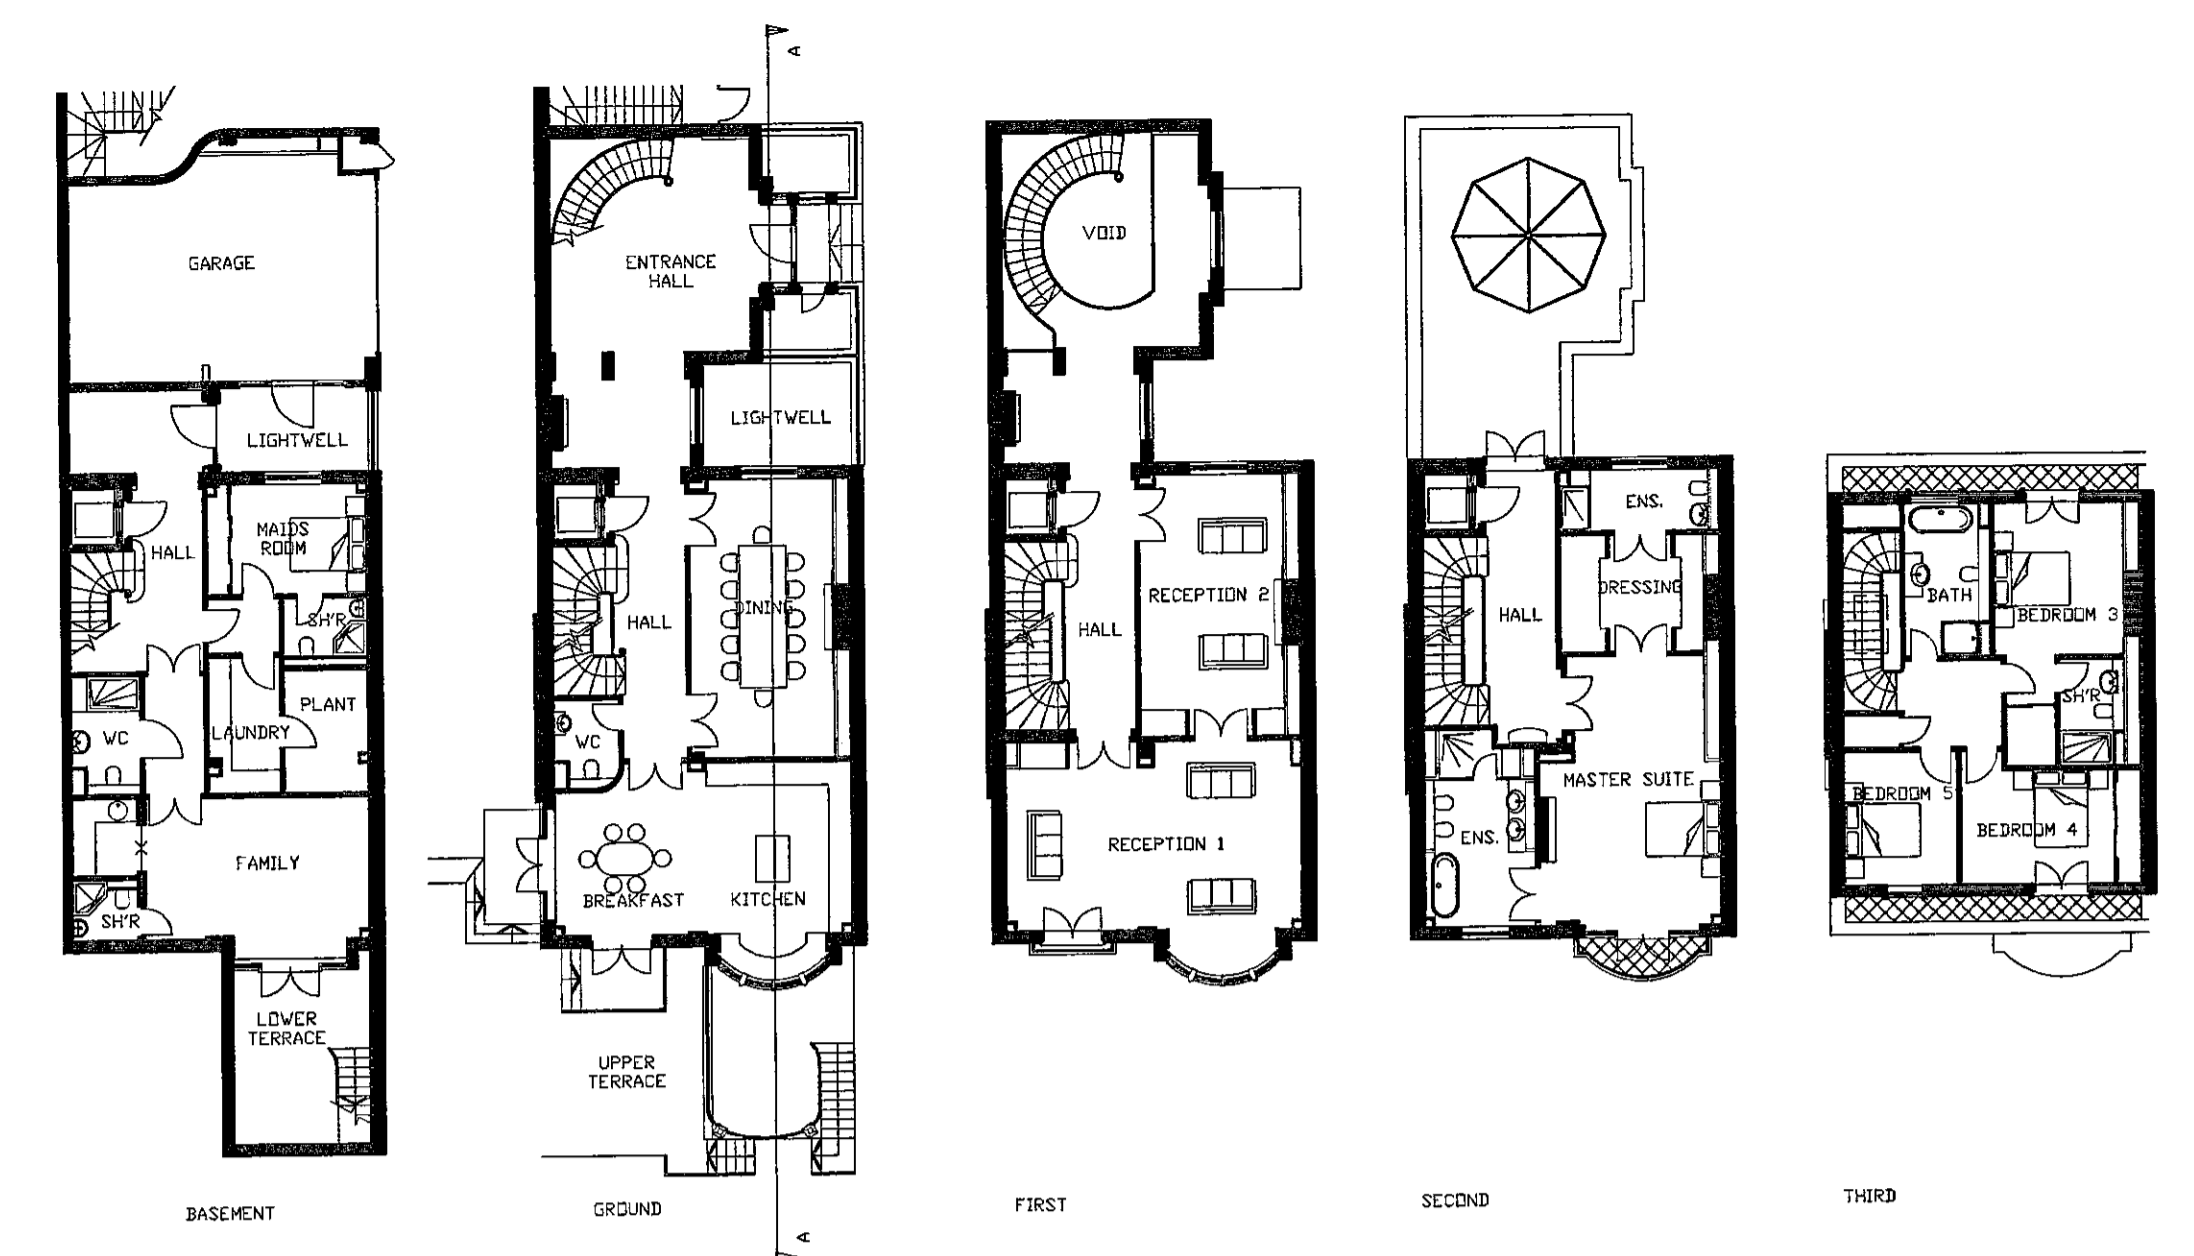 A
GARAGE
LIGHTWELL
MAIDS
ROOM
HALL
SH'R
PLANT
LAUNDRY
WC
FAMILY
SH'R
LOWER
TERRACE
BASEMENT
ENTRANCE
HALL
LIGHTWELL
DINING
HALL
WC
BREAKFAST
KITCHEN
UPPER
TERRACE
GROUND
A
VOID
RECEPTION 2
HALL
RECEPTION 1
FIRST
ENS.
DRESSING
HALL
MASTER SUITE
ENS.
SECOND
BATH
BEDROOM 3
SH'R
BEDROOM 5
BEDROOM 4
THIRD